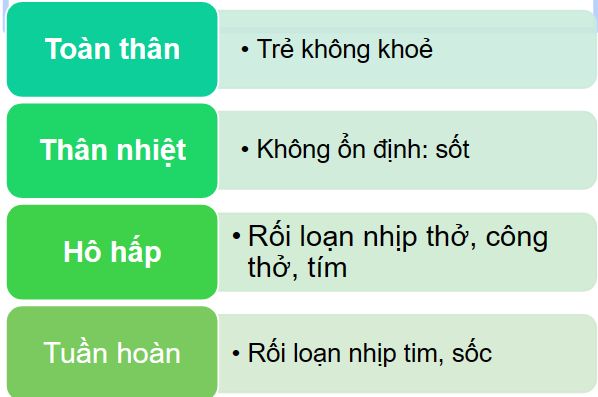 Toàn thân
• Trẻ không khoẻ
Thân nhiệt
• Không ổn định: sốt
Hô hấp
• Rối loạn nhịp thở, công
thở, tím
Tuần hoàn
• Rối loạn nhịp tim, sốc